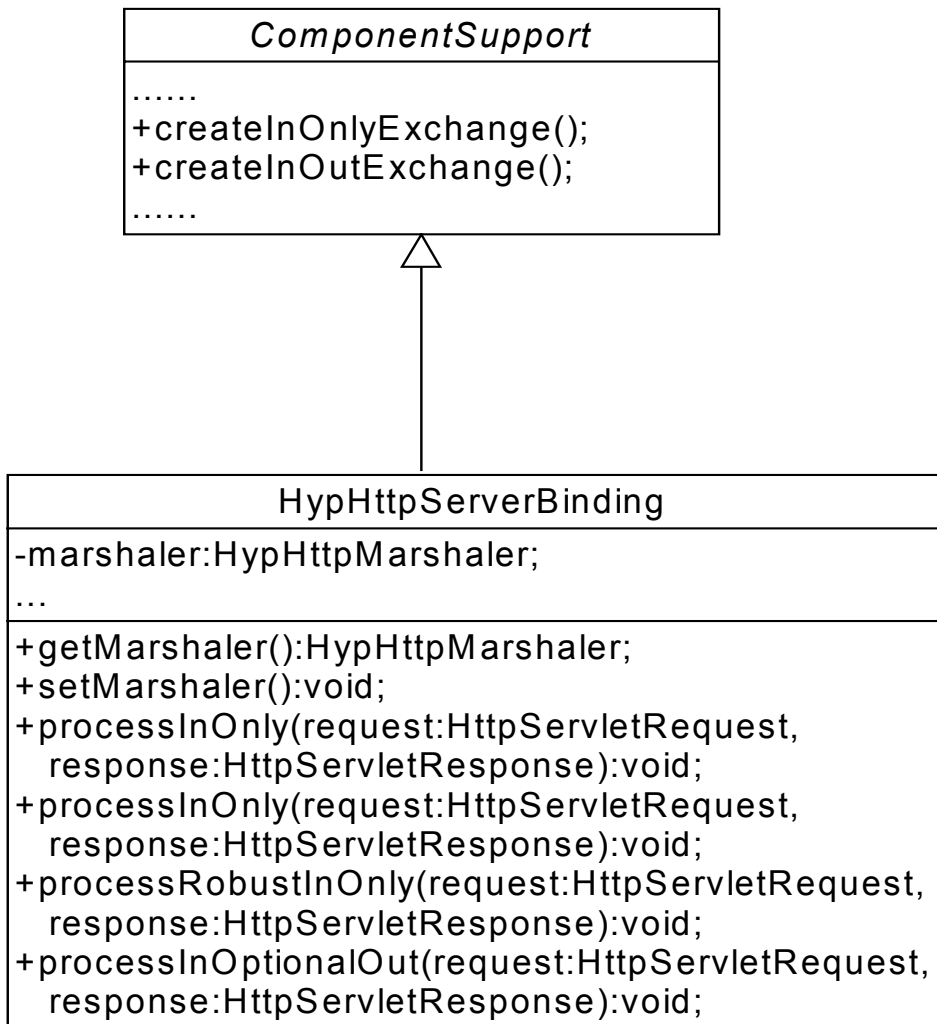 ComponentSupport
......
+createInOnlyExchange();
+createInOutExchange();
......
HypHttpServerBinding
-marshaler:HypHttpMarshaler;
...
+getMarshaler():HypHttpMarshaler;
+setMarshaler():void;
+processInOnly(request:HttpServletRequest,
response:HttpServletResponse):void;
+processInOnly(request:HttpServletRequest,
response:HttpServletResponse):void;
+processRobustInOnly(request:HttpServletRequest,
response:HttpServletResponse):void;
+processInOptionalOut(request:HttpServletRequest,
response:HttpServletResponse):void;